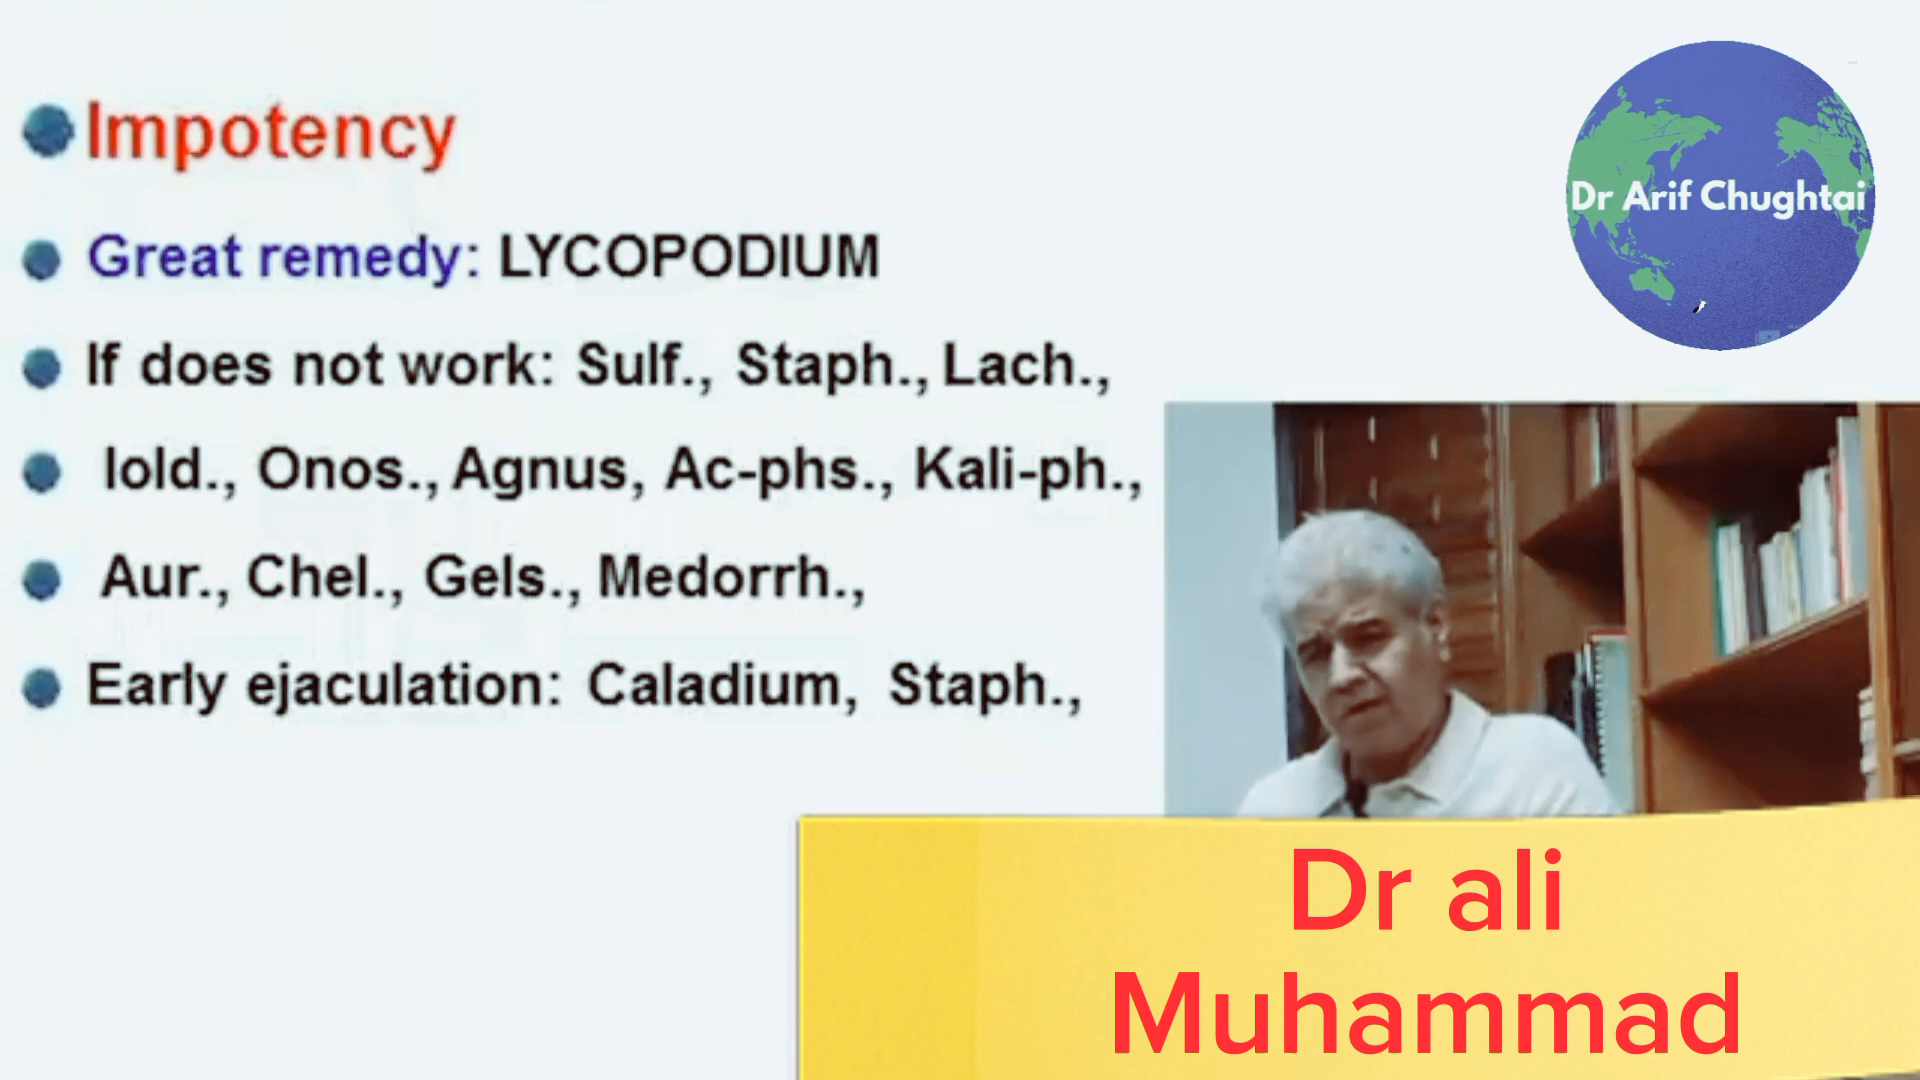 Impotency
Great remedy: LYCOPODIUM
If does not work: Sulf., Staph., Lach.,
Iold., Onos., Agnus, Ac-phs., Kali-ph.,
Aur., Chel., Gels., Medorrh.,
Early ejaculation: Caladium, Staph.,
Dr Arif Chughtai
Dr ali
Muhammad